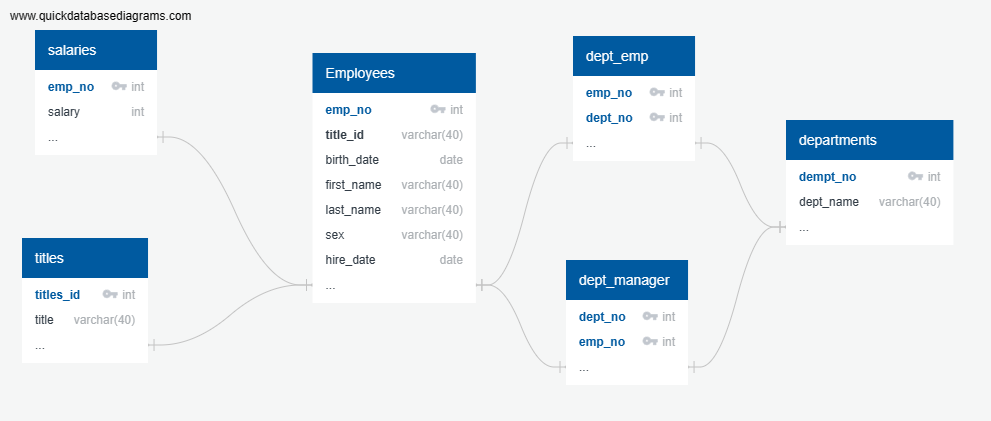 www.quickdatabasediagrams.com
salaries
emp_no int
salary int
...
titles
titles_id int
title varchar(40)
...
Employees
emp_no int
title_id varchar(40)
birth_date date
first_name varchar(40)
last_name varchar(40)
sex varchar(40)
hire_date date
...
dept_emp
emp_no int
dept_no int
...
dept_manager
dept_no int
emp_no int
...
departments
dempt_no int
dept_name varchar(40)
...